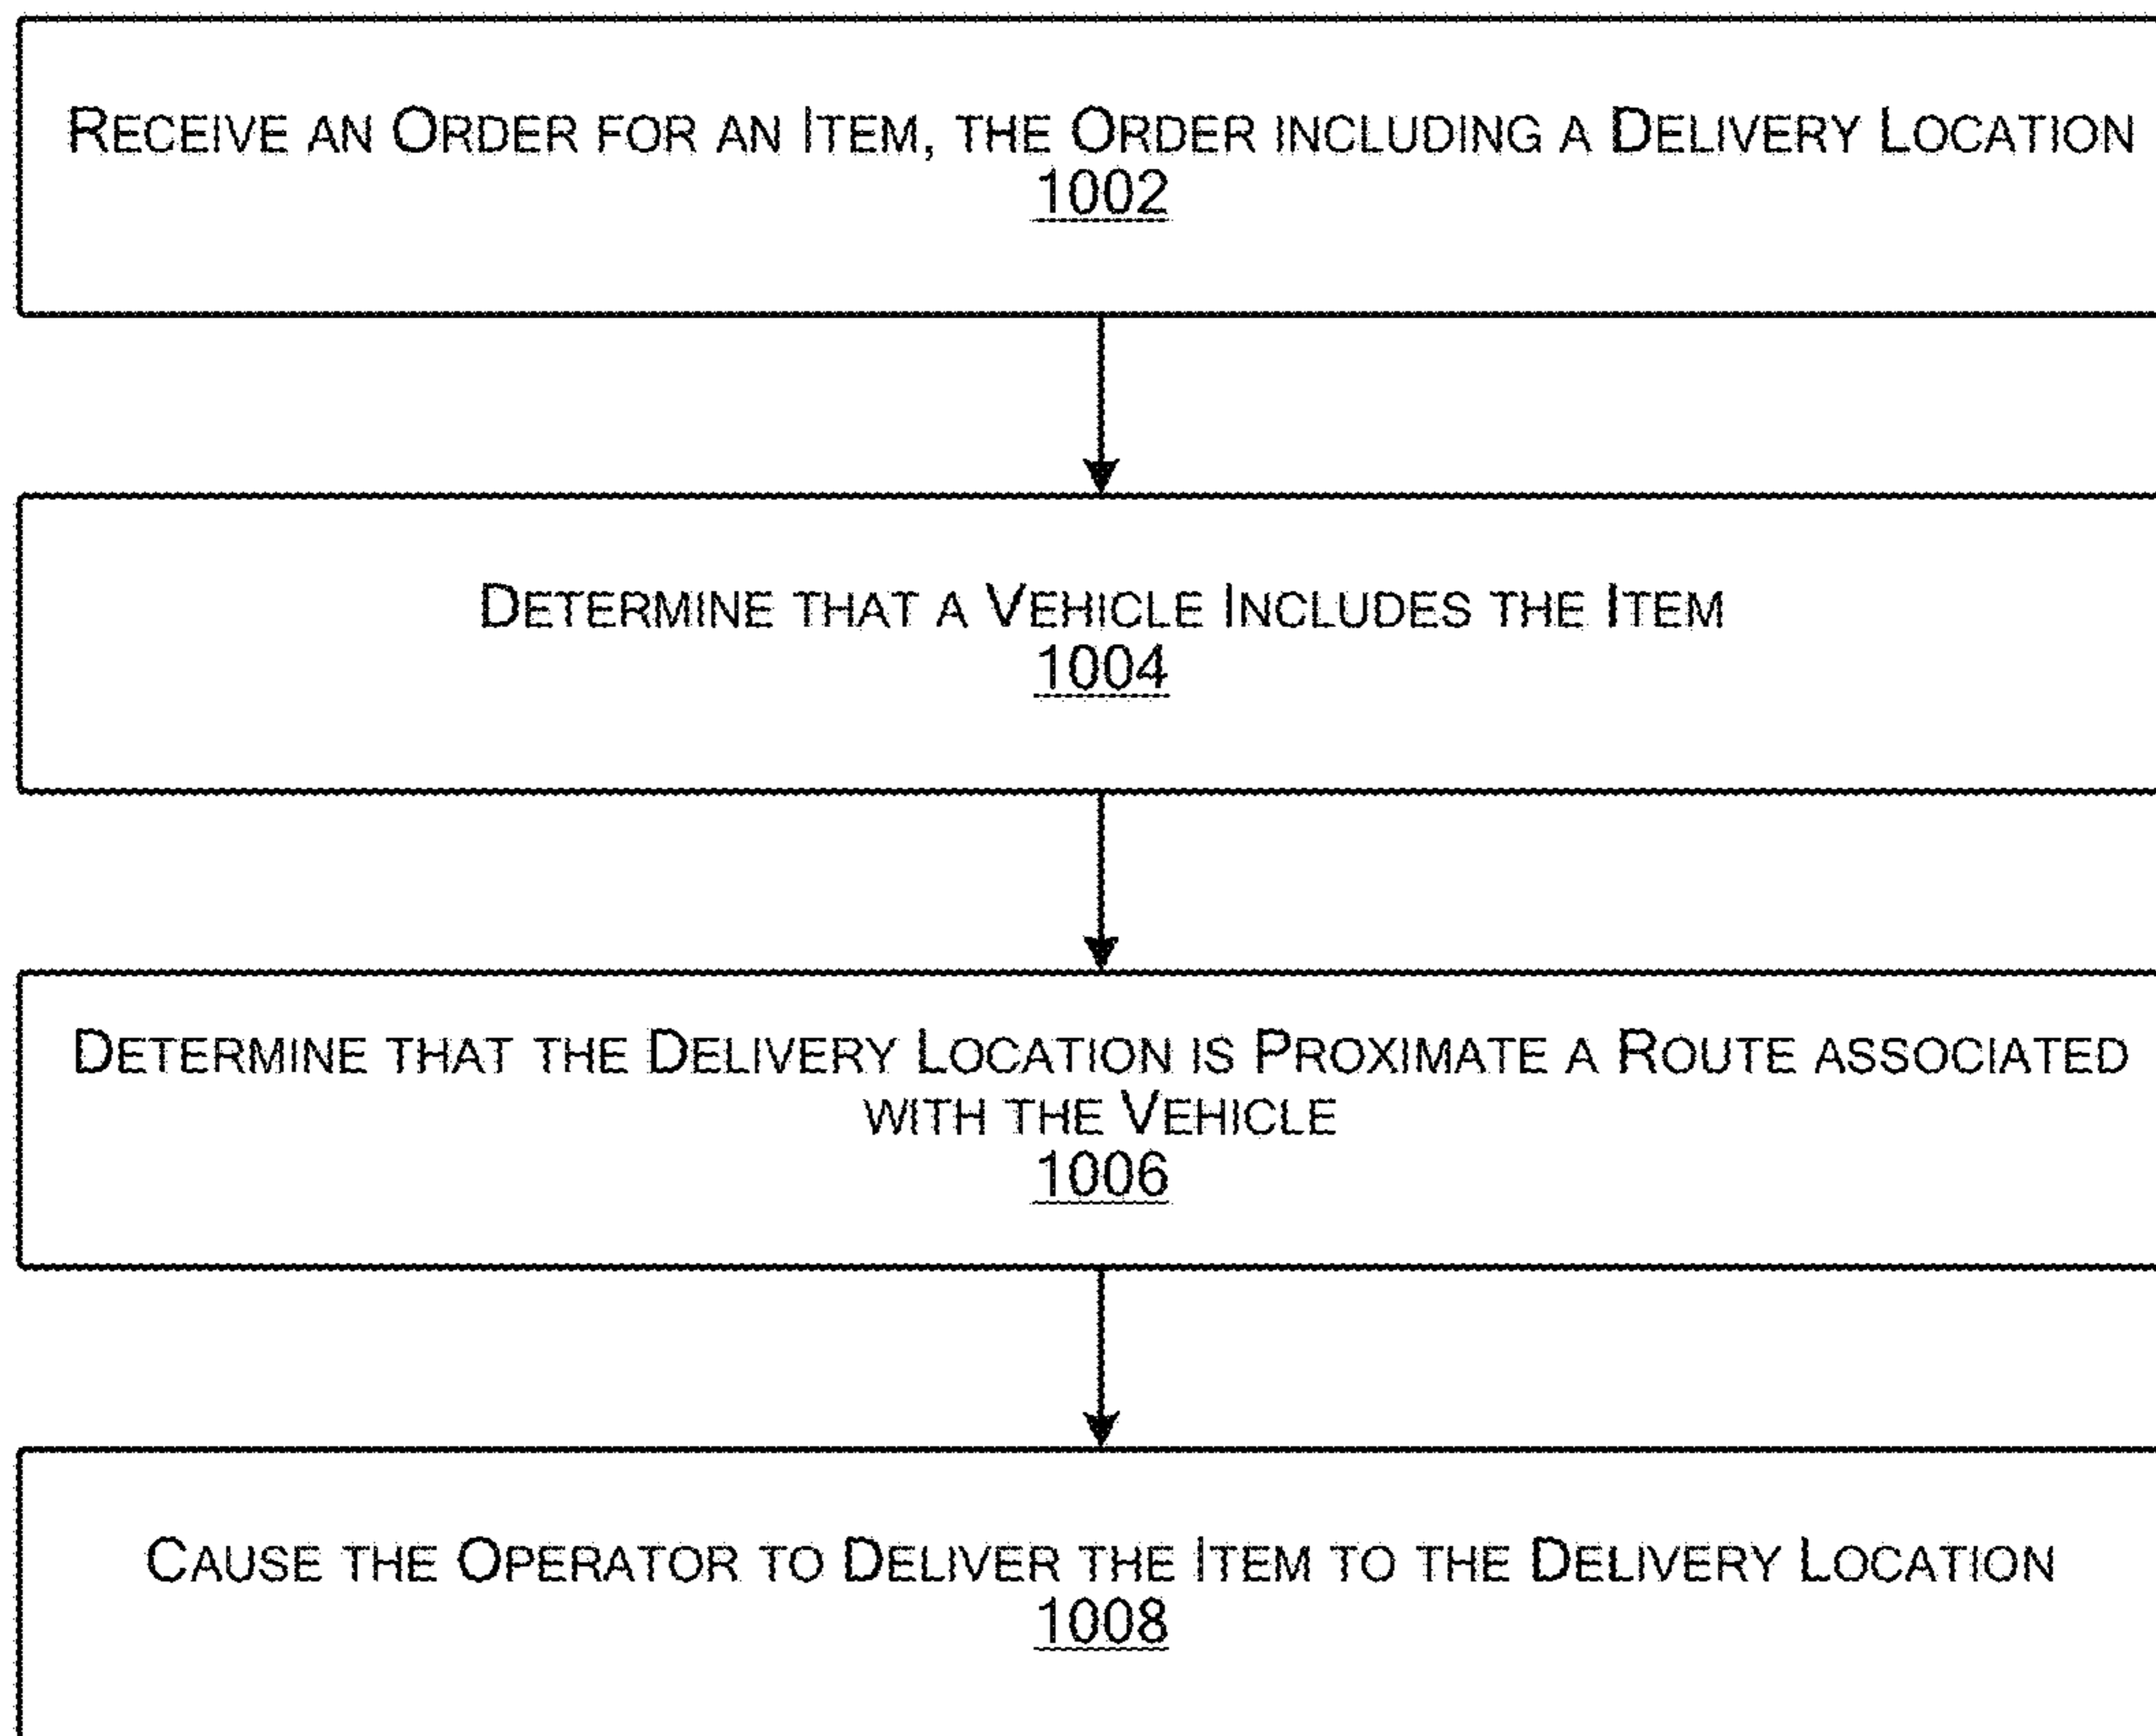 RECEIVE AN ORDER FOR AN ITEM, THE ORDER INCLUDING A DELIVERY LOCATION
1002
DETERMINE THAT A VEHICLE INCLUDES THE ITEM
1004
DETERMINE THAT THE DELIVERY LOCATION IS PROXIMATE A ROUTE ASSOCIATED
WITH THE VEHICLE
1006
CAUSE THE OPERATOR TO DELIVER THE ITEM TO THE DELIVERY LOCATION
1008